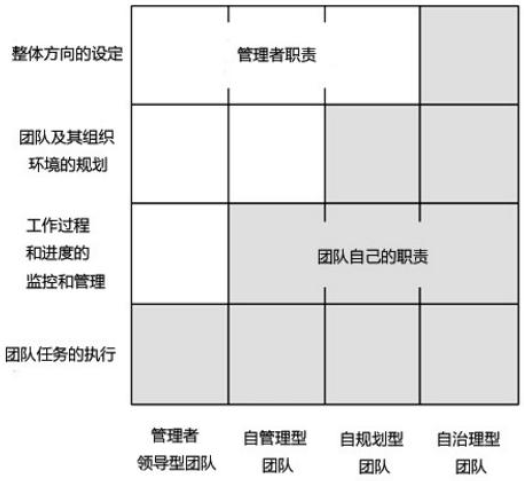 整体方向的设定
管理者职责
团队及其组织
环境的规划
工作过程
和进度的
监控和管理
团队自己的职责
团队任务的执行
管理者
领导型团队
自管理型
团队
自规划型
团队
自治理型
团队